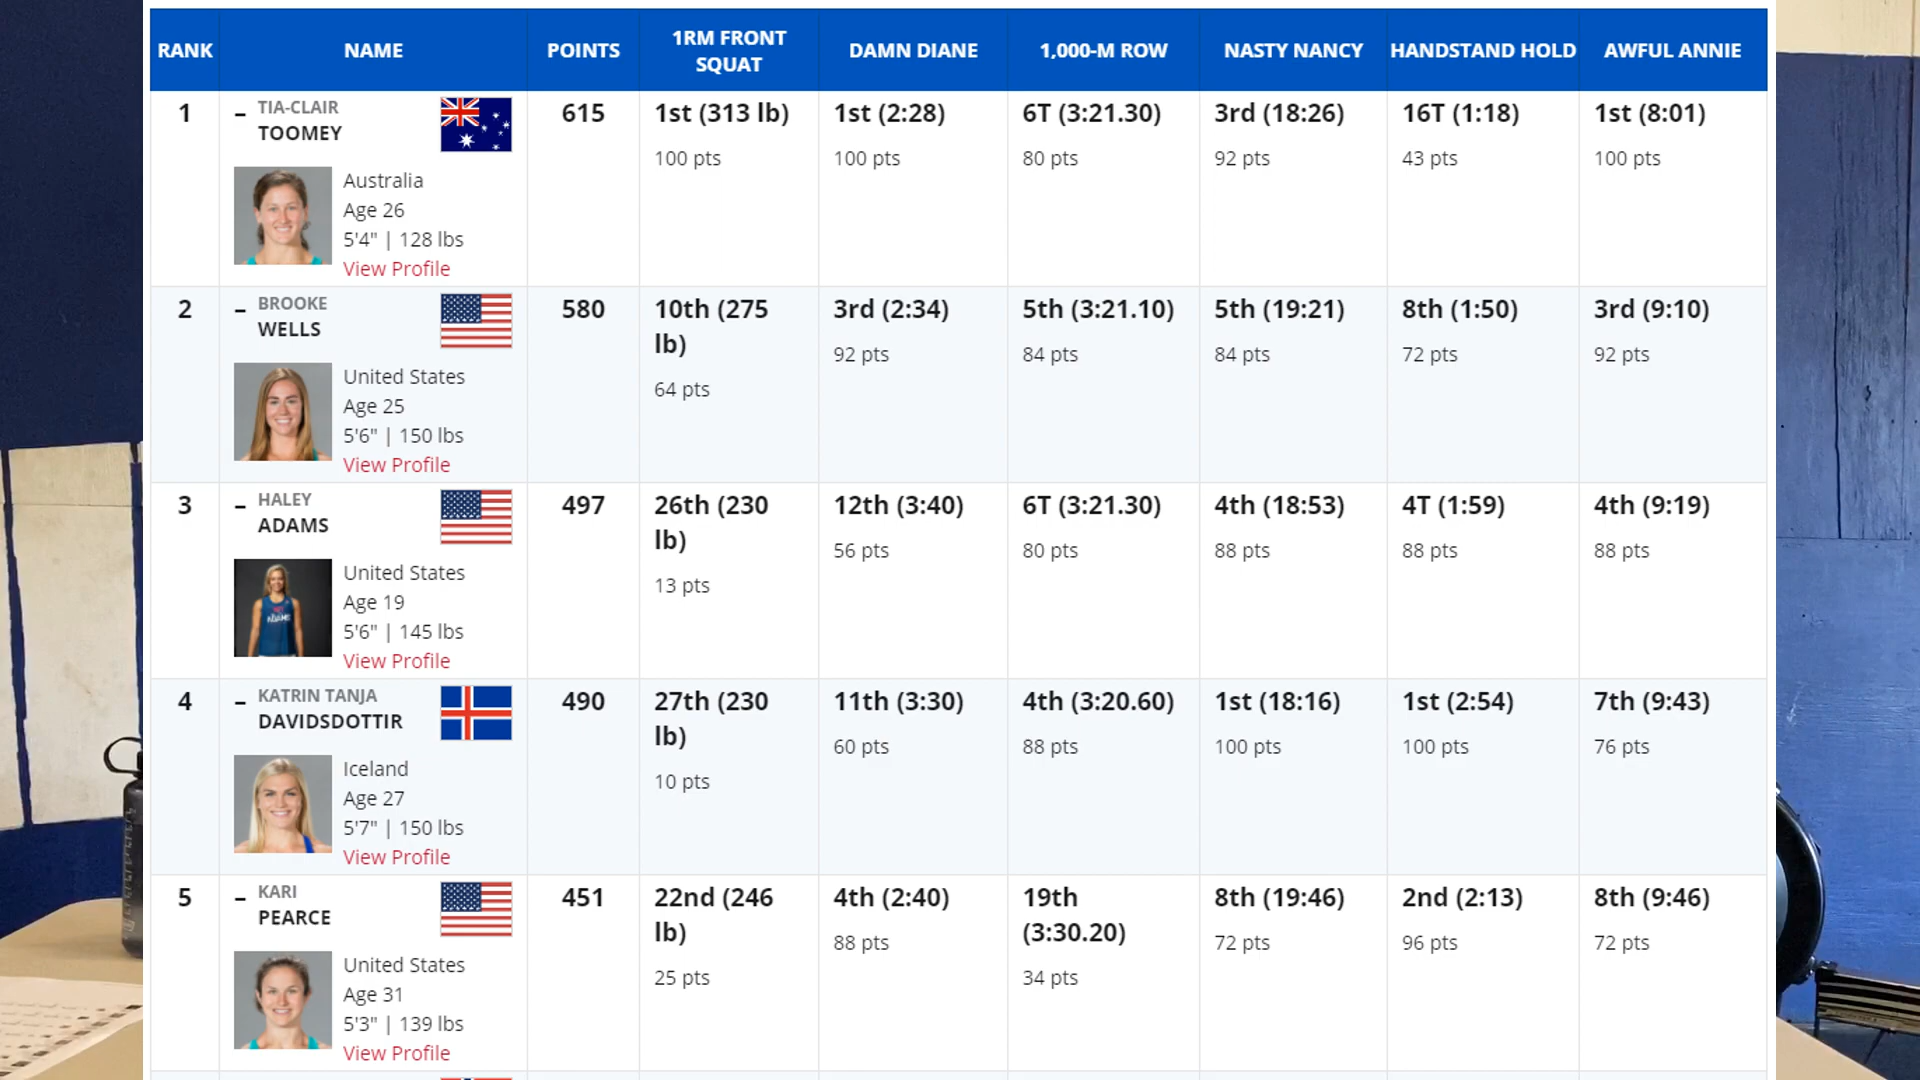 RANK NAME POINTS 1RM FRONT SQUAT DAMN DIANE 1,000-M ROW NASTY NANCY HANDSTAND HOLD AWFUL ANNIE
1 – TIA-CLAIR 615 1st (313 lb) 1st (2:28) 6T (3:21.30) 3rd (18:26) 16T (1:18) 1st (8:01)
TOOMEY
100 pts 100 pts 80 pts 92 pts 43 pts 100 pts
Australia
Age 26
5'4" | 128 lbs
View Profile
2 – BROOKE 580 10th (275 3rd (2:34) 5th (3:21.10) 5th (19:21) 8th (1:50) 3rd (9:10)
WELLS lb)
92 pts 84 pts 84 pts 72 pts 92 pts
United States 64 pts
Age 25
5'6" | 150 lbs
View Profile
3 – HALEY 497 26th (230 12th (3:40) 6T (3:21.30) 4th (18:53) 4T (1:59) 4th (9:19)
ADAMS lb)
56 pts 80 pts 88 pts 88 pts 88 pts
United States 13 pts
Age 19
5'6" | 145 lbs
View Profile
4 – KATRIN TANJA 490 27th (230 11th (3:30) 4th (3:20.60) 1st (18:16) 1st (2:54) 7th (9:43)
DAVIDSDOTTIR lb)
60 pts 88 pts 100 pts 100 pts 76 pts
Iceland 10 pts
Age 27
5'7" | 150 lbs
View Profile
5 – KARI 451 22nd (246 4th (2:40) 19th 8th (19:46) 2nd (2:13) 8th (9:46)
PEARCE lb) (3:30.20)
88 pts 72 pts 96 pts 72 pts
United States 25 pts 34 pts
Age 31
5'3" | 139 lbs
View Profile